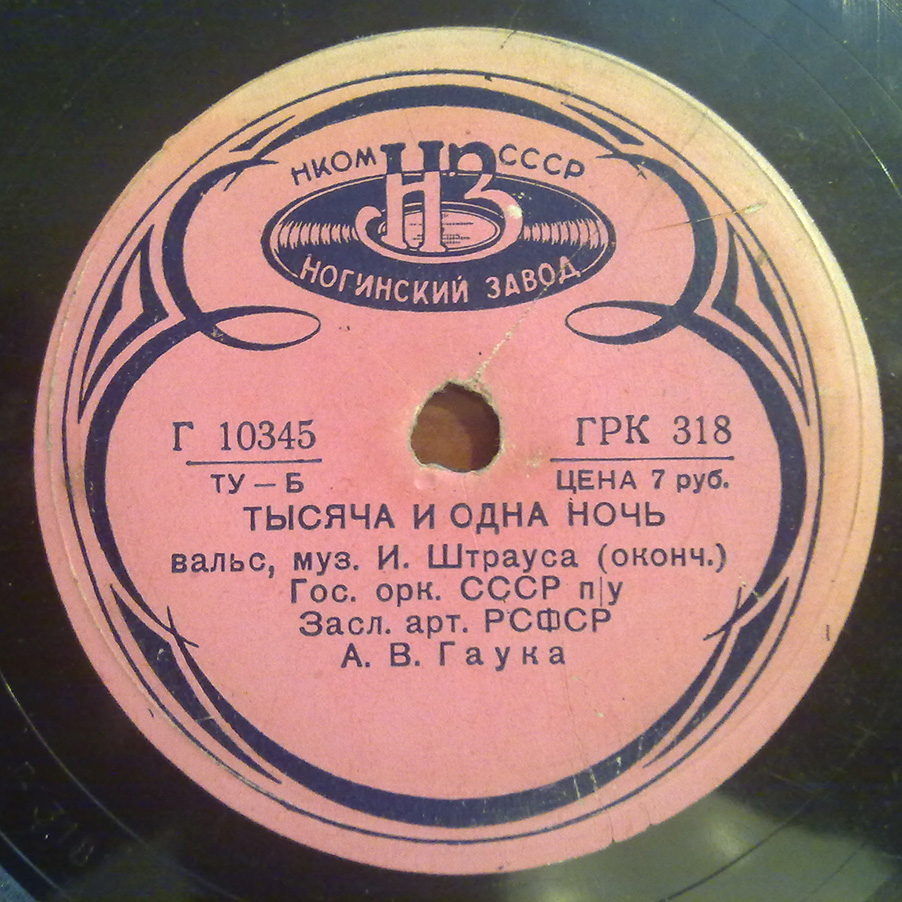 НКОМ НЗ СССР
НОГИНСКИЙ ЗАВОД
Г 10345 ГРК 318
ТУ — Б ЦЕНА 7 руб.
ТЫСЯЧА И ОДНА НОЧЬ
вальс, муз. И. Штрауса (оконч.)
Гос. орк. СССР п/у
Засл. арт. РСФСР
А. В. Гаука